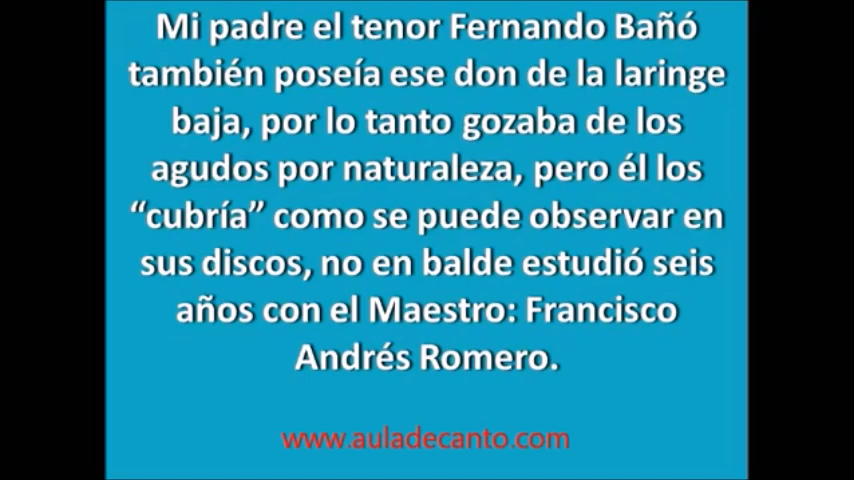 Mi padre el tenor Fernando Bañó
también poseía ese don de la laringe
baja, por lo tanto gozaba de los
agudos por naturaleza, pero él los
“cubría” como se puede observar en
sus discos, no en balde estudió seis
años con el Maestro: Francisco
Andrés Romero.
www.auladecanto.com